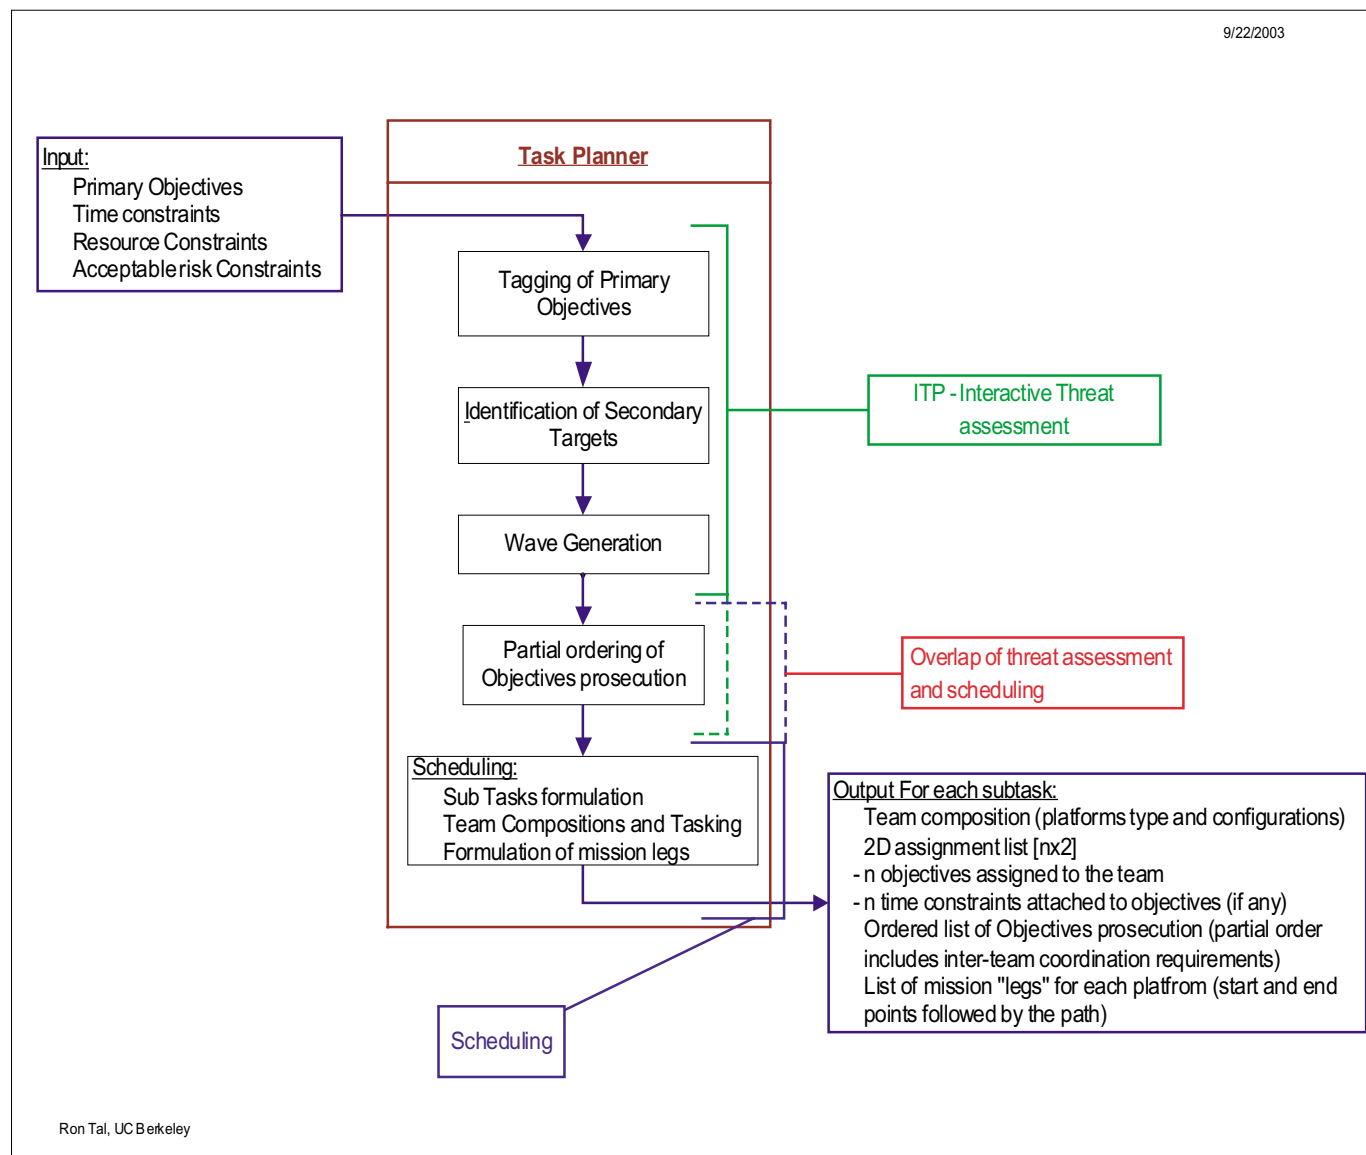 9/22/2003
Input:
Primary Objectives
Time constraints
Resource Constraints
Acceptable risk Constraints
Task Planner
Tagging of Primary
Objectives
Identification of Secondary
Targets
Wave Generation
Partial ordering of
Objectives prosecution
Scheduling:
Sub Tasks formulation
Team Compositions and Tasking
Formulation of mission legs
ITP - Interactive Threat
assessment
Overlap of threat assessment
and scheduling
Output For each subtask:
Team composition (platforms type and configurations)
2D assignment list [nx2]
- n objectives assigned to the team
- n time constraints attached to objectives (if any)
Ordered list of Objectives prosecution (partial order
includes inter-team coordination requirements)
List of mission "legs" for each platfrom (start and end
points followed by the path)
Scheduling
Ron Tal, UC Berkeley